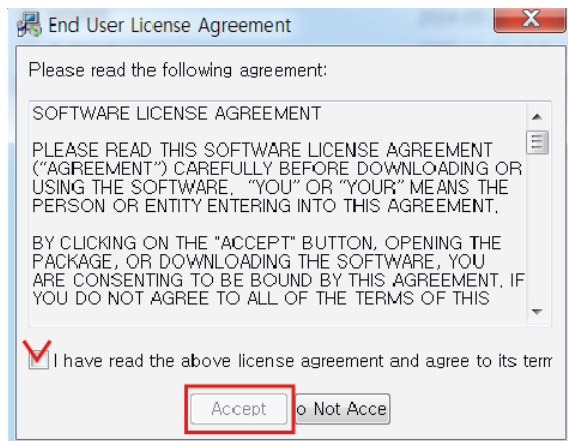 End User License Agreement
Please read the following agreement:
SOFTWARE LICENSE AGREEMENT
PLEASE READ THIS SOFTWARE LICENSE AGREEMENT
("AGREEMENT") CAREFULLY BEFORE DOWNLOADING OR
USING THE SOFTWARE. "YOU" OR "YOUR" MEANS THE
PERSON OR ENTITY ENTERING INTO THIS AGREEMENT.
BY CLICKING ON THE "ACCEPT" BUTTON, OPENING THE
PACKAGE, OR DOWNLOADING THE SOFTWARE, YOU
ARE CONSENTING TO BE BOUND BY THIS AGREEMENT. IF
YOU DO NOT AGREE TO ALL OF THE TERMS OF THIS
I have read the above license agreement and agree to its term
Accept o Not Acce